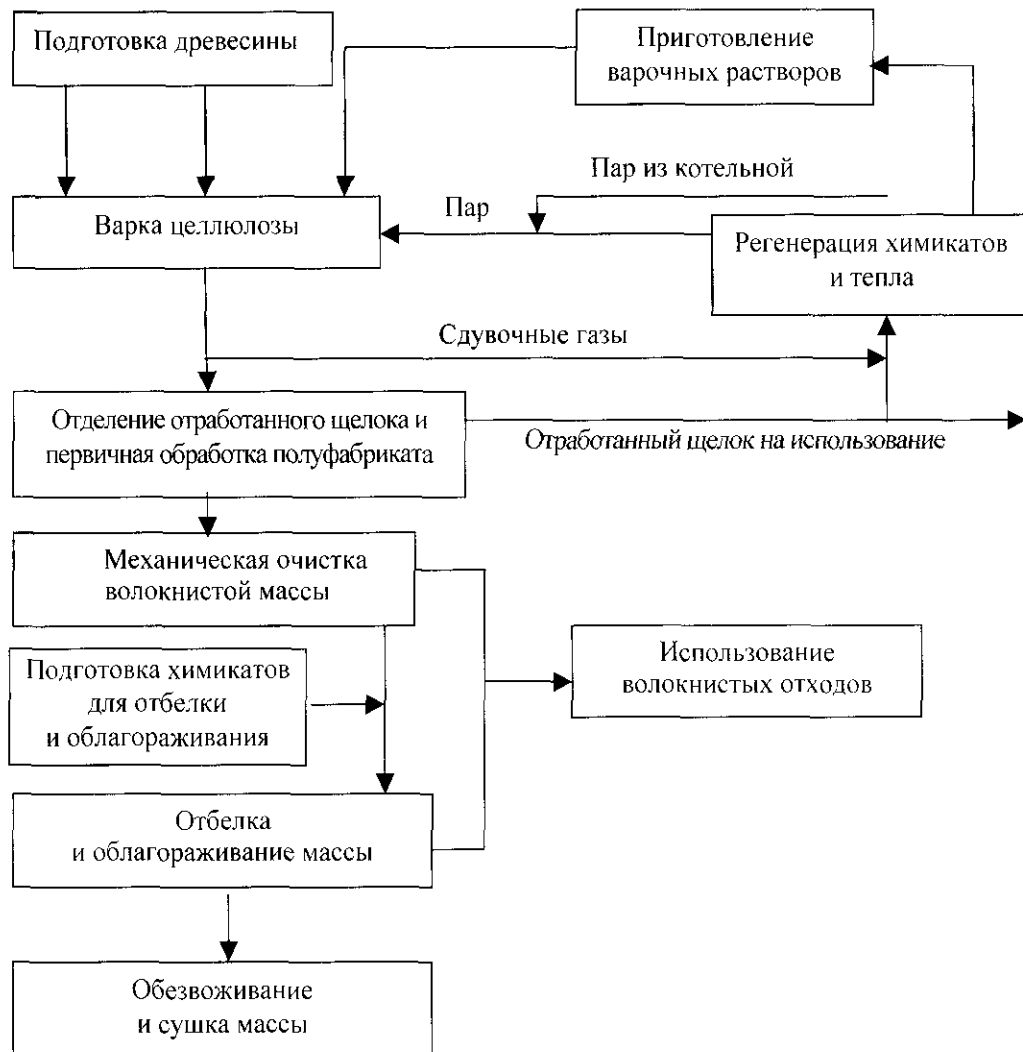 Подготовка древесины
Приготовление
варочных растворов
Пар из котельной
Пар
Варка целлюлозы
Регенерация химикатов
и тепла
Сдувочные газы
Отделение отработанного щелока и
первичная обработка полуфабриката
Отработанный щелок на использование
Механическая очистка
волокнистой массы
Подготовка химикатов
для отбелки
и облагораживания
Использование
волокнистых отходов
Отбелка
и облагораживание массы
Обезвоживание
и сушка массы